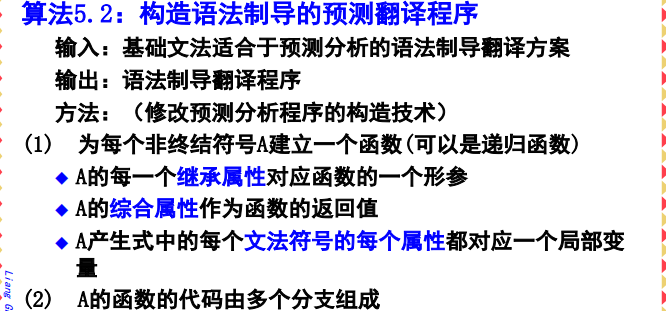 算法5.2：构造语法制导的预测翻译程序
输入：基础文法适合于预测分析的语法制导翻译方案
输出：语法制导翻译程序
方法：（修改预测分析程序的构造技术）
(1) 为每个非终结符号A建立一个函数(可以是递归函数)
◆ A的每一个继承属性对应函数的一个形参
◆ A的综合属性作为函数的返回值
◆ A产生式中的每个文法符号的每个属性都对应一个局部变
量
(2) A的函数的代码由多个分支组成
Liang G